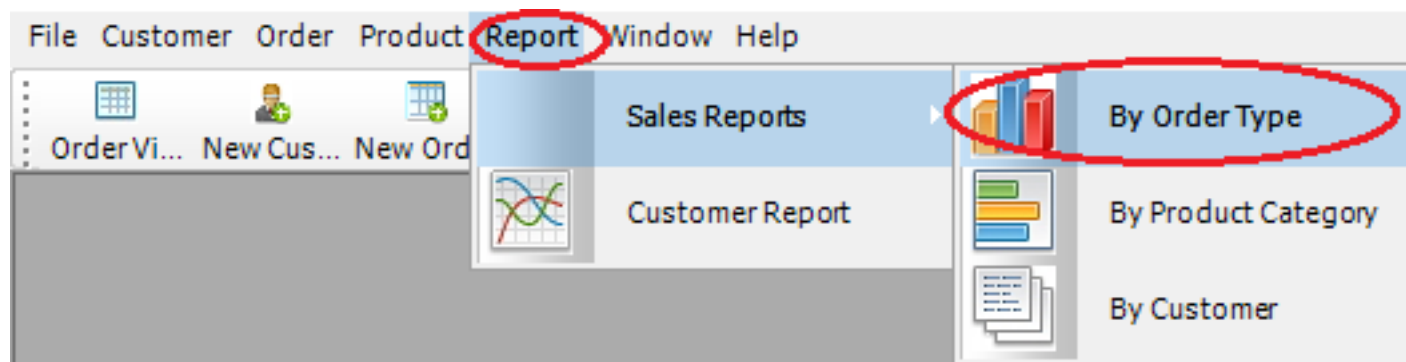 File Customer Order Product Report Window Help
Order Vi... New Cus... New Ord
Sales Reports
Customer Report
By Order Type
By Product Category
By Customer